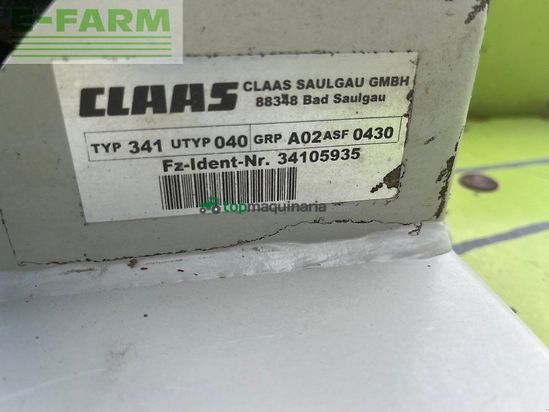 E-FARM
CLAAS
CLAAS SAULGAU GMBH
88348 Bad Saulgau
TYP 341 UTYP 040 GRP A02 ASF 0430
Fz-Ident-Nr. 34105935
topmaquinaria